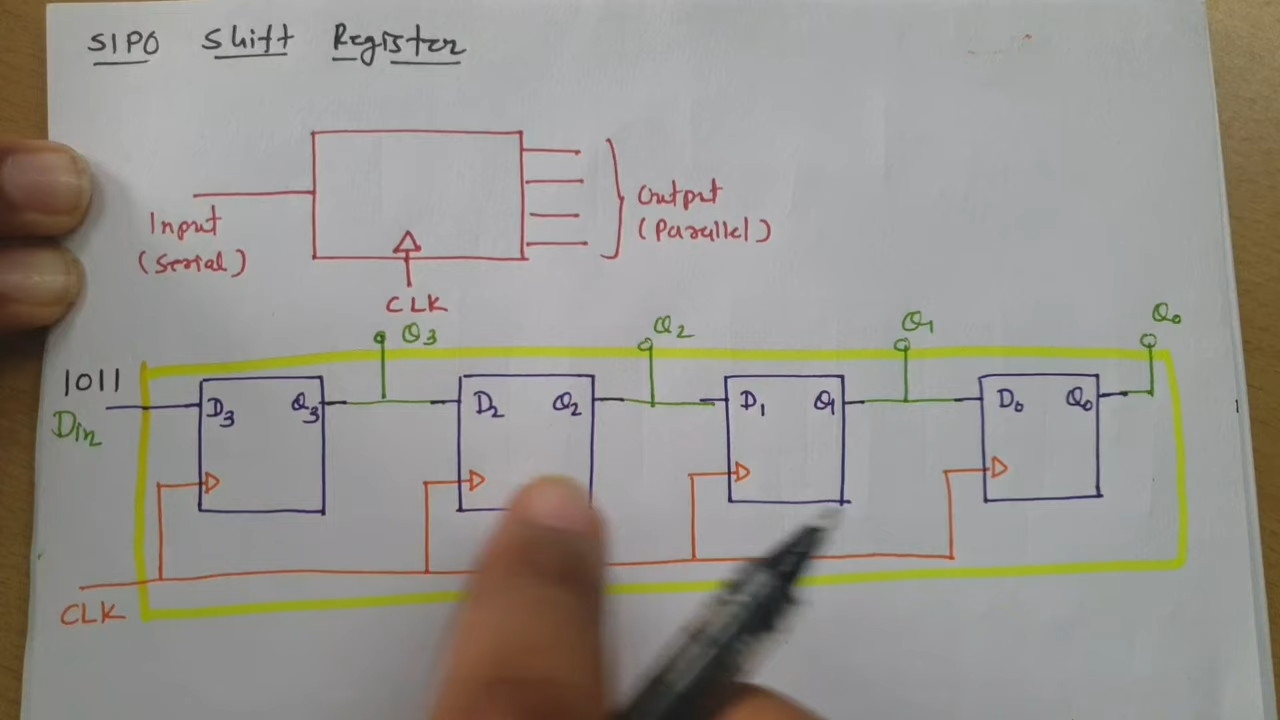 SIPO Shift Register
Input
(Serial)
Output
(Parallel)
CLK
Q3 Q2 Q1 Q0
1011
Din
D3 Q3 D2 Q2 D1 Q1 D0 Q0
CLK